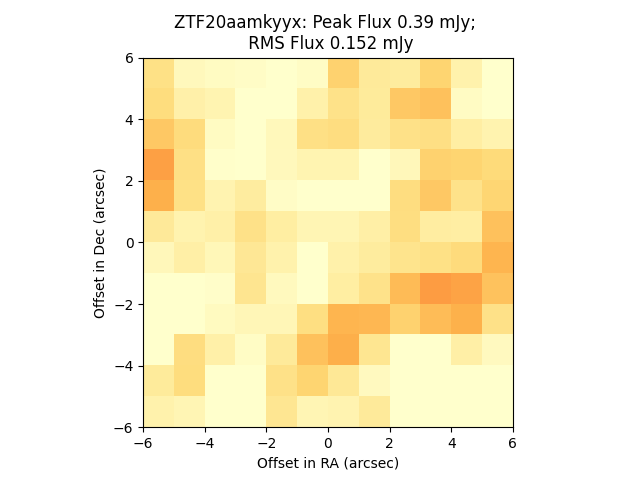 ZTF20aamkyyx: Peak Flux 0.39 mJy;
RMS Flux 0.152 mJy
6
4
2
0
−2
−4
−6
Offset in Dec (arcsec)
−6 −4 −2 0 2 4 6
Offset in RA (arcsec)